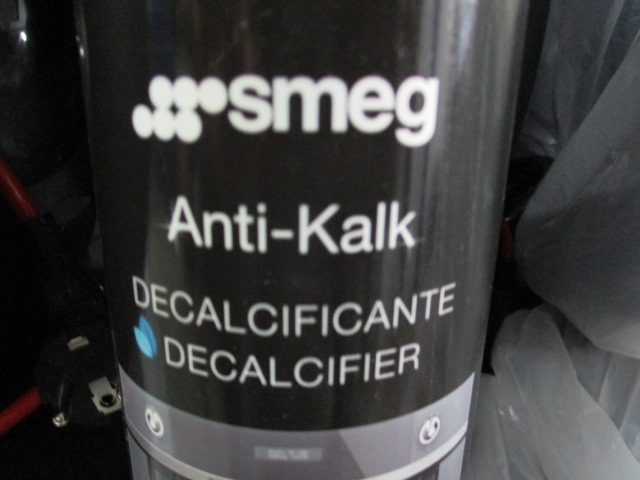 smeg
Anti-Kalk
DECALCIFICANTE
DECALCIFIER